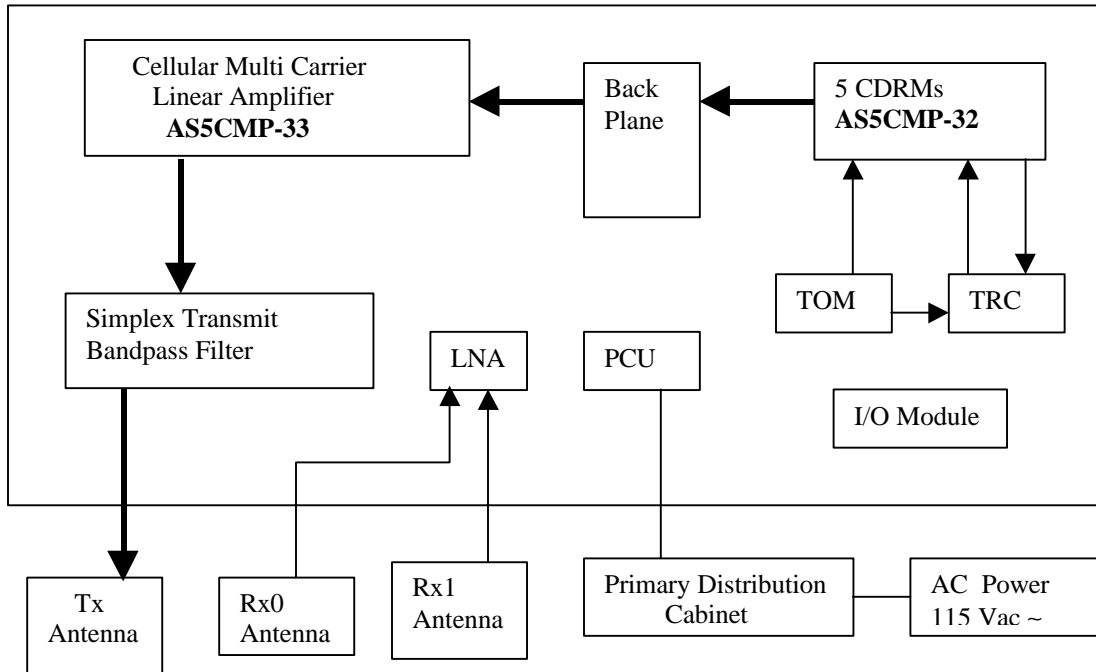 Cellular Multi Carrier
Linear Amplifier
AS5CMP-33
Back
Plane
5 CDRMs
AS5CMP-32
TOM
TRC
Simplex Transmit
Bandpass Filter
LNA
PCU
I/O Module
Tx
Antenna
Rx0
Antenna
Rx1
Antenna
Primary Distribution
Cabinet
AC Power
115 Vac ~